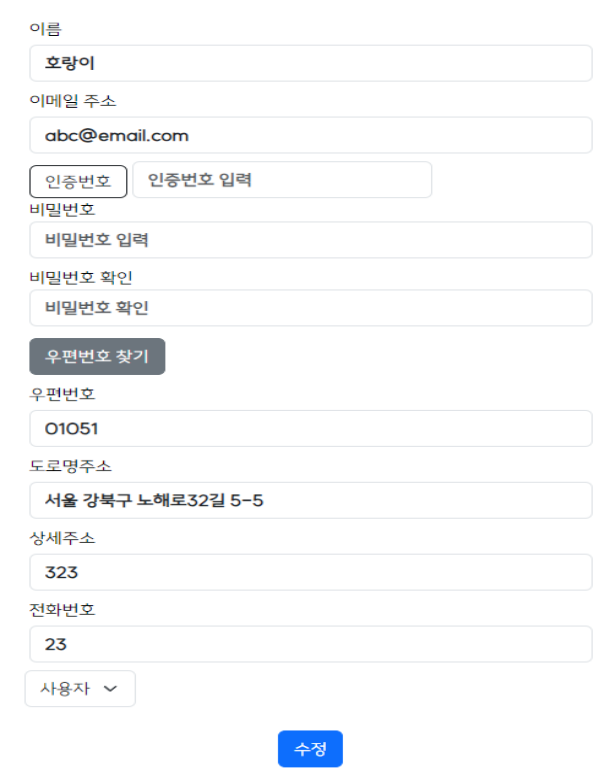 이름
호랑이
이메일 주소
abc@email.com
인증번호 인증번호 입력
비밀번호
비밀번호 입력
비밀번호 확인
비밀번호 확인
우편번호 찾기
우편번호
01051
도로명주소
서울 강북구 노해로32길 5-5
상세주소
323
전화번호
23
사용자
수정